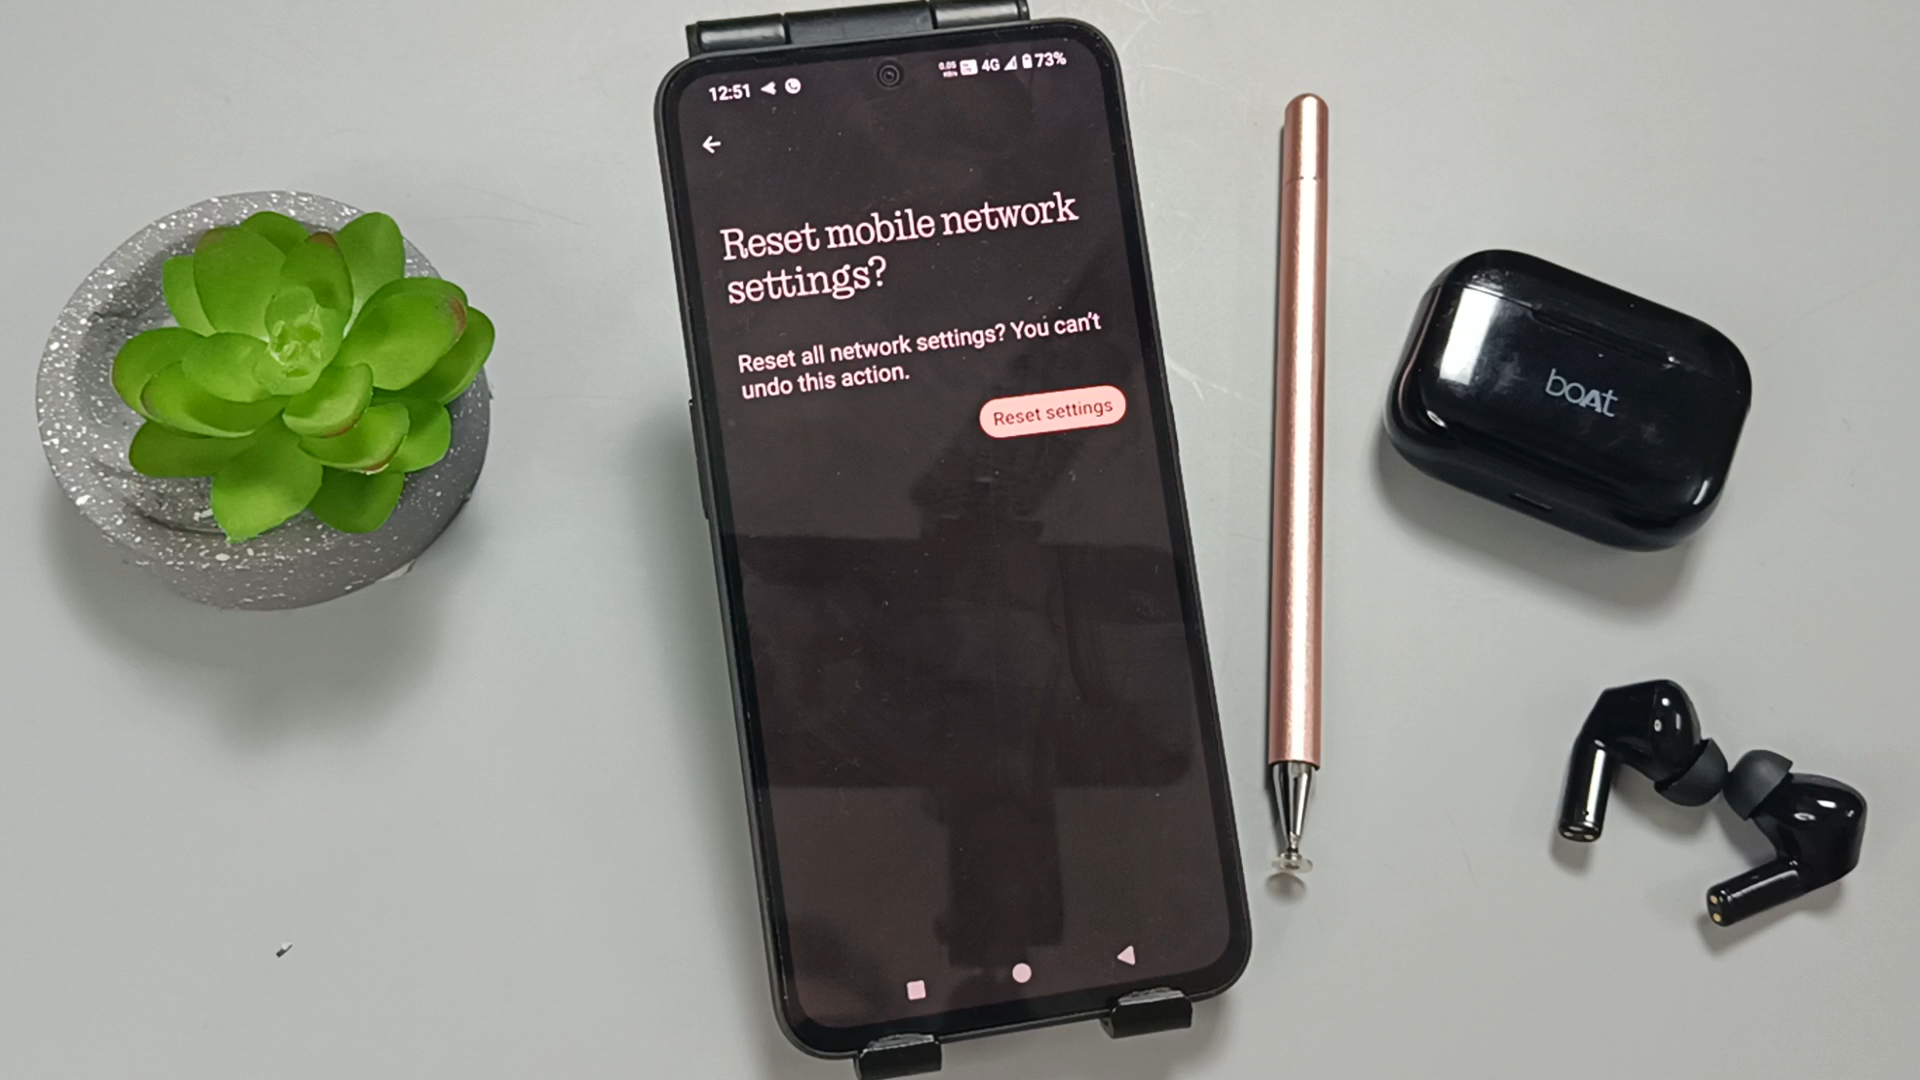 12:51
4G 73%
Reset mobile network
settings?
Reset all network settings? You can't
undo this action.
Reset settings
boAt